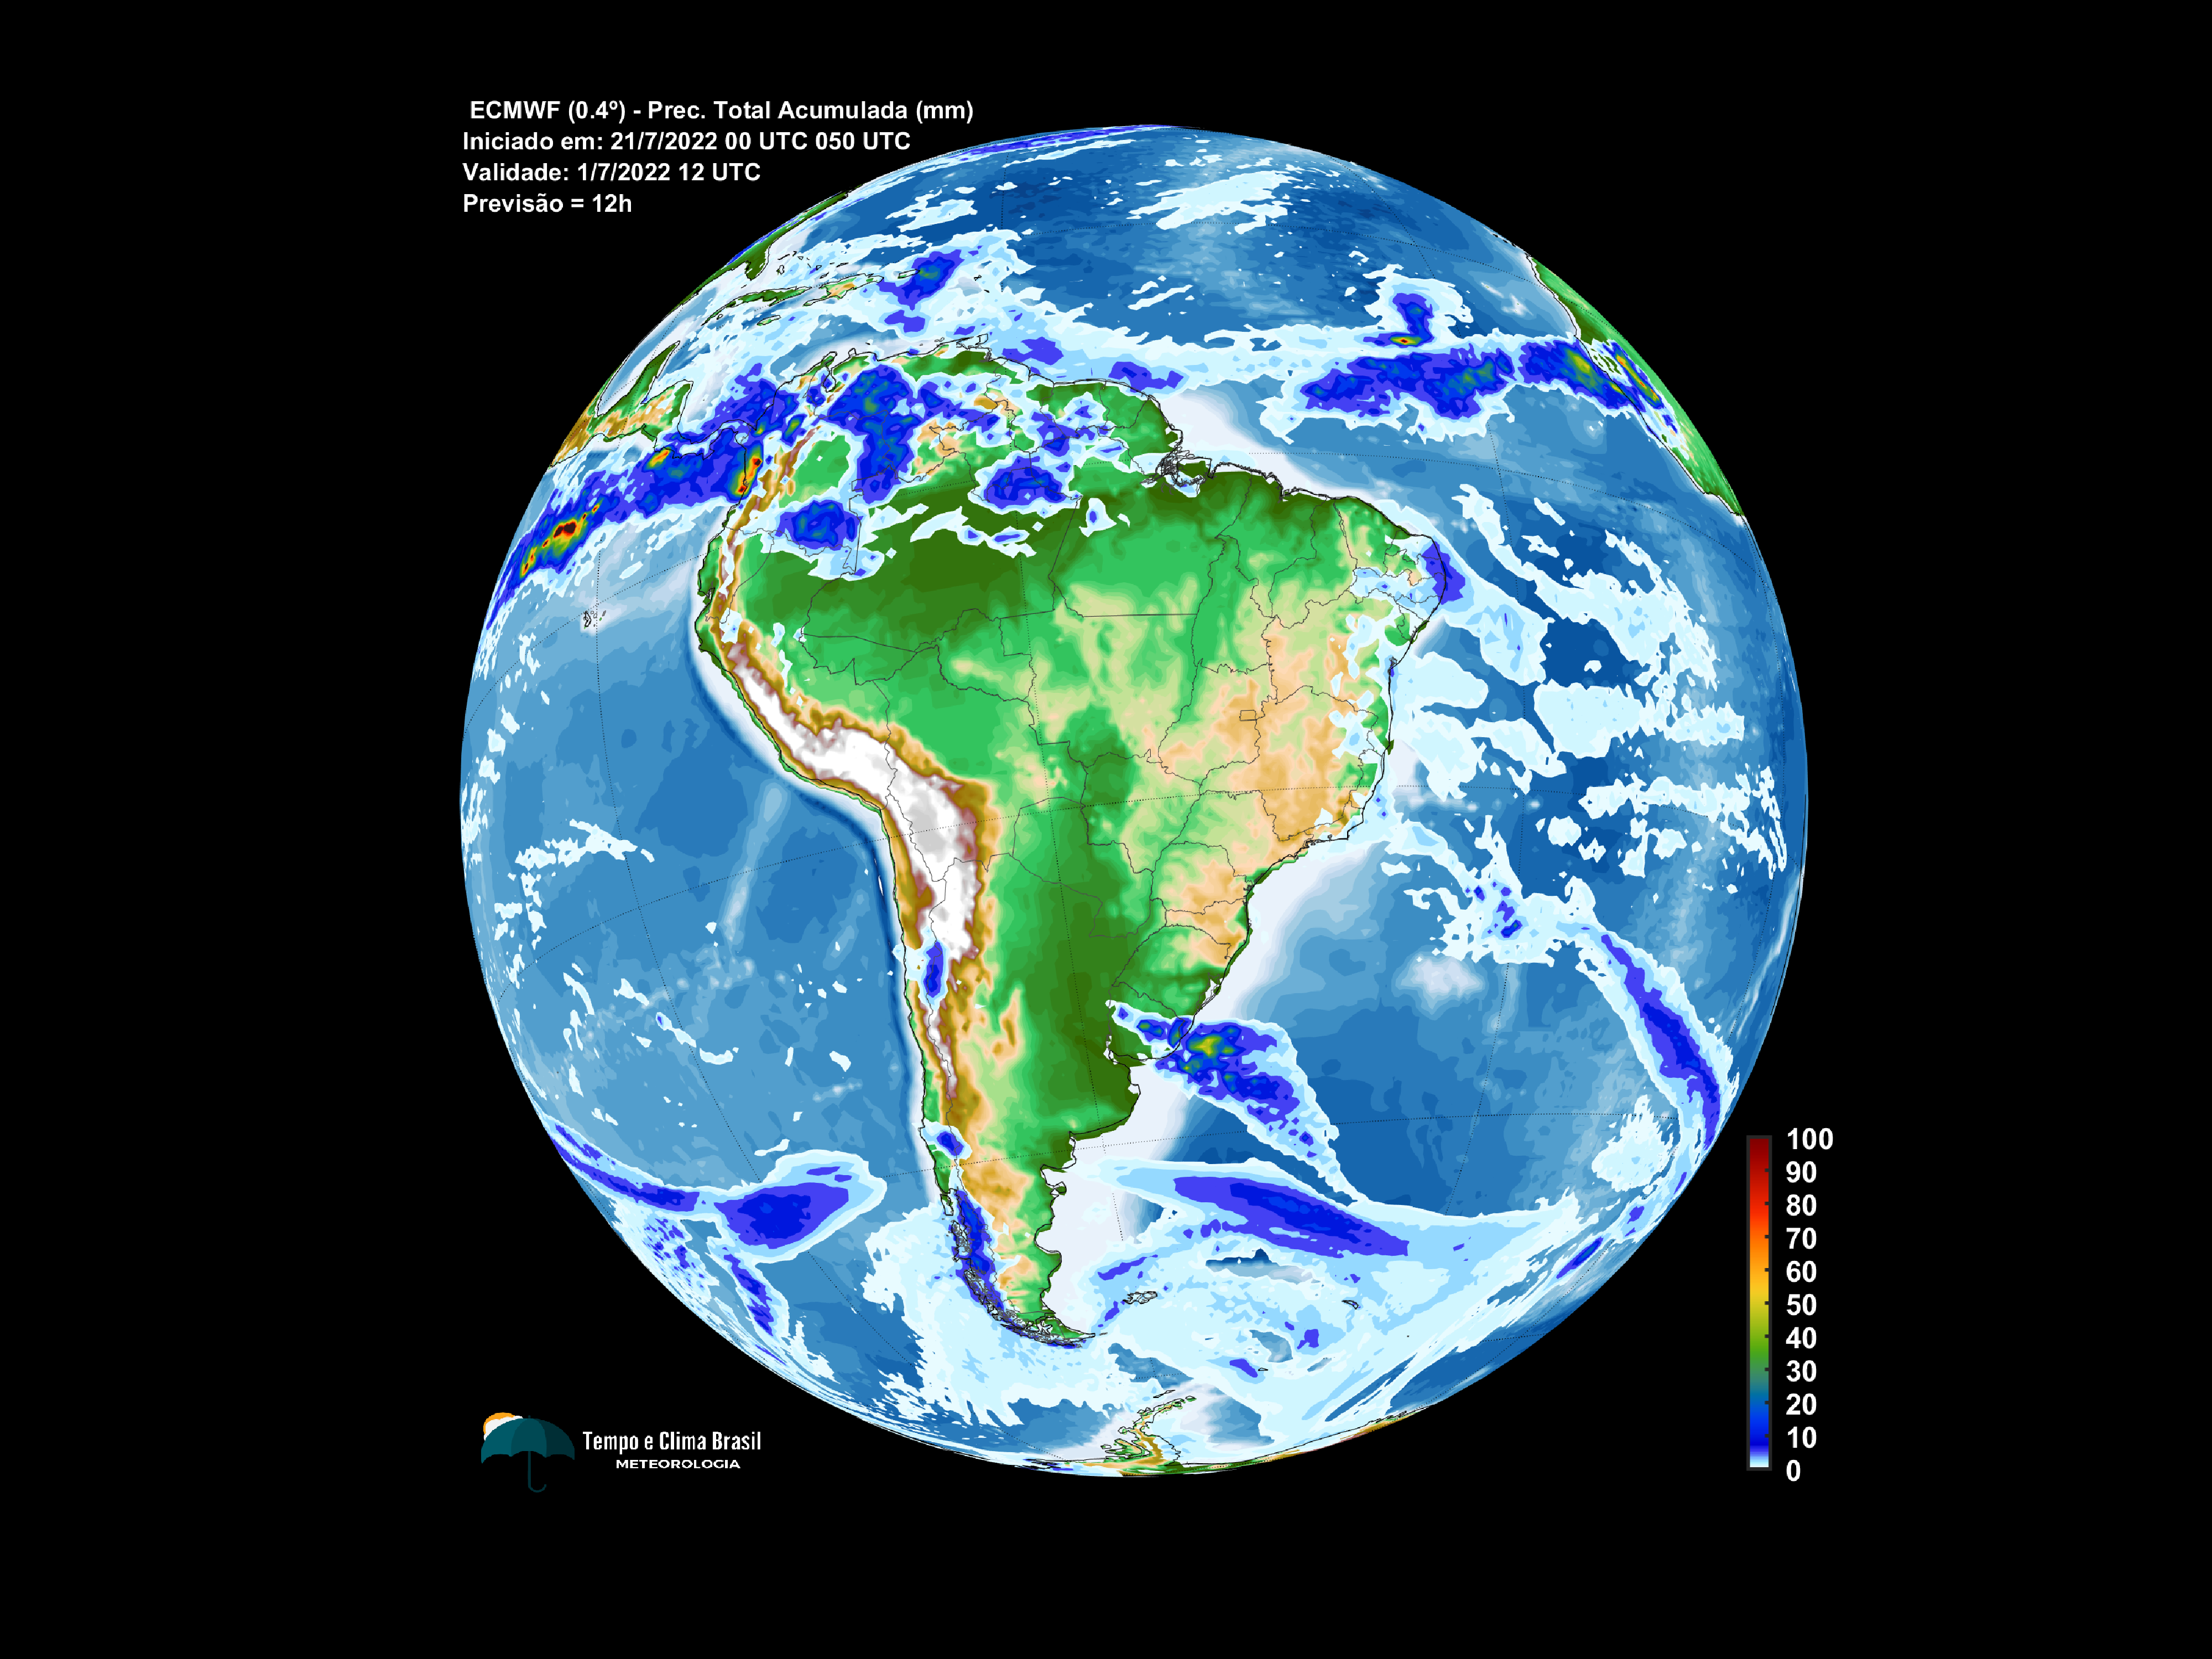 ECMWF (0.4º) - Prec. Total Acumulada (mm)
Iniciado em: 21/7/2022 00 UTC 050 UTC
Validade: 1/7/2022 12 UTC
Previsão = 12h
100
90
80
70
60
50
40
30
20
10
0
Tempo e Clima Brasil
METEOROLOGIA